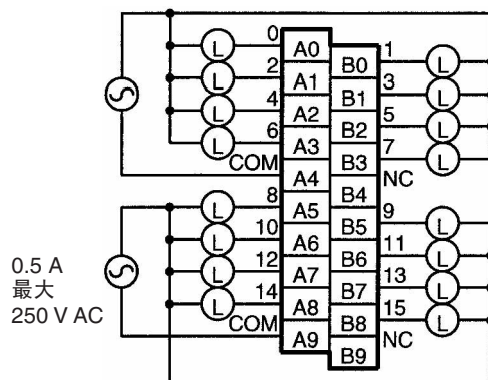 0 A0
B0 1
L L
2 A1
B1 3
L L
4 A2
B2 5
L L
6 A3
B3 7
L L
COM A4
B4 NC
8 A5
B5 9
L L
10 A6
B6 11
L L
12 A7
B7 13
L L
14 A8
B8 15
L L
COM A9
B9 NC
0.5 A
最大
250 V AC